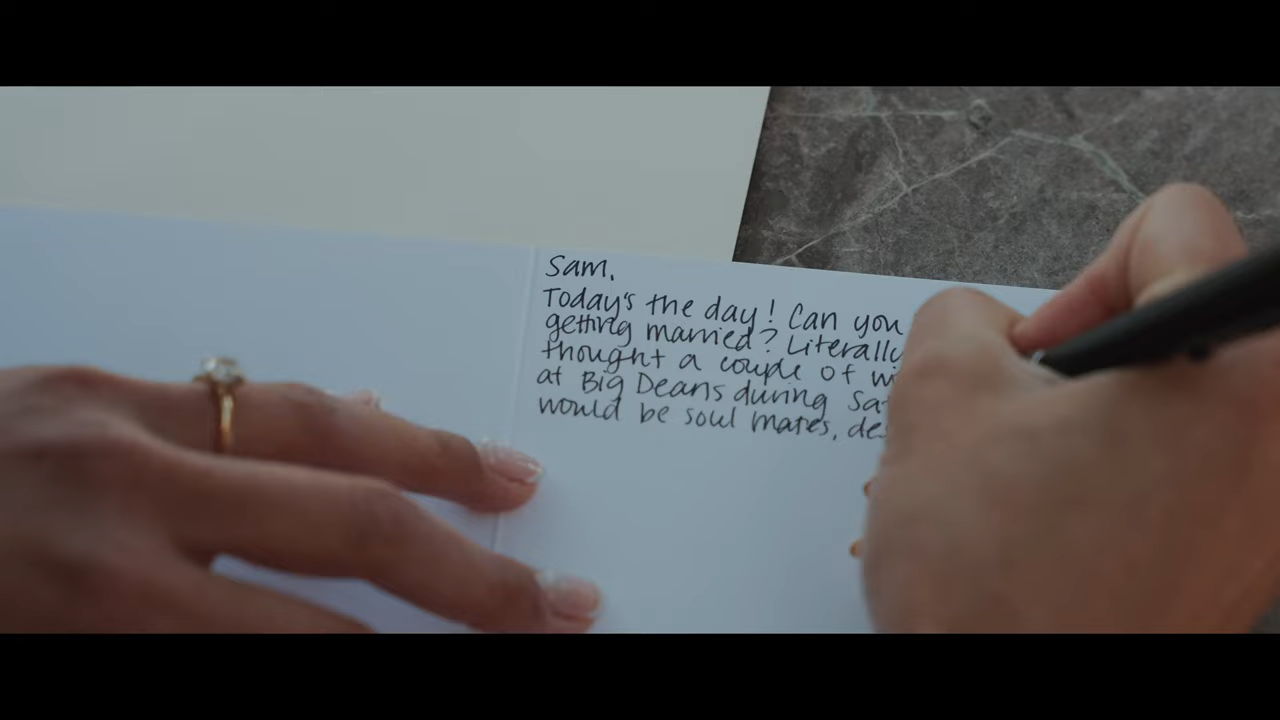 Sam,
Today's the day! Can you
getting married? Literally
thought a couple of
at Big Deans during
would be soul mates,